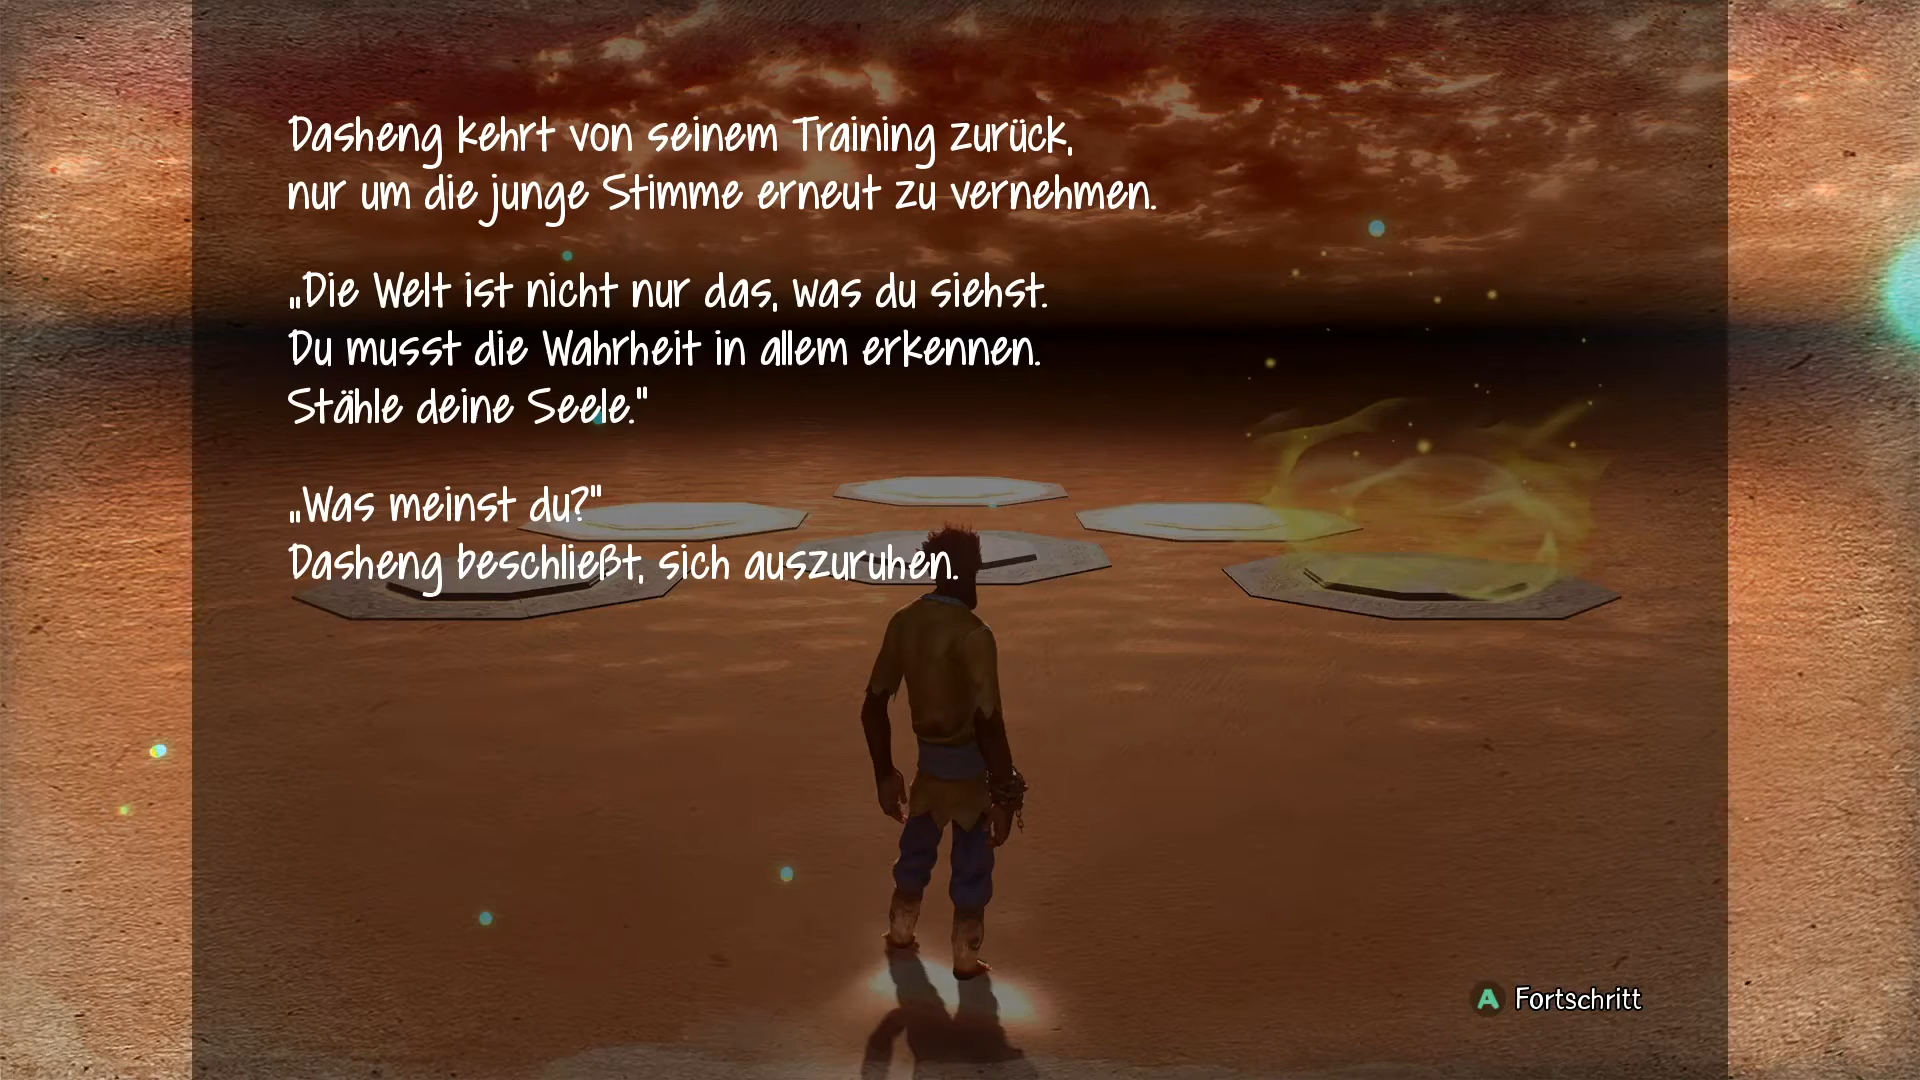 Dasheng kehrt von seinem Training zurück,
nur um die junge Stimme erneut zu vernehmen.
„Die Welt ist nicht nur das, was du siehst.
Du musst die Wahrheit in allem erkennen.
Stähle deine Seele."
„Was meinst du?"
Dasheng beschließt, sich auszuruhen.
A Fortschritt